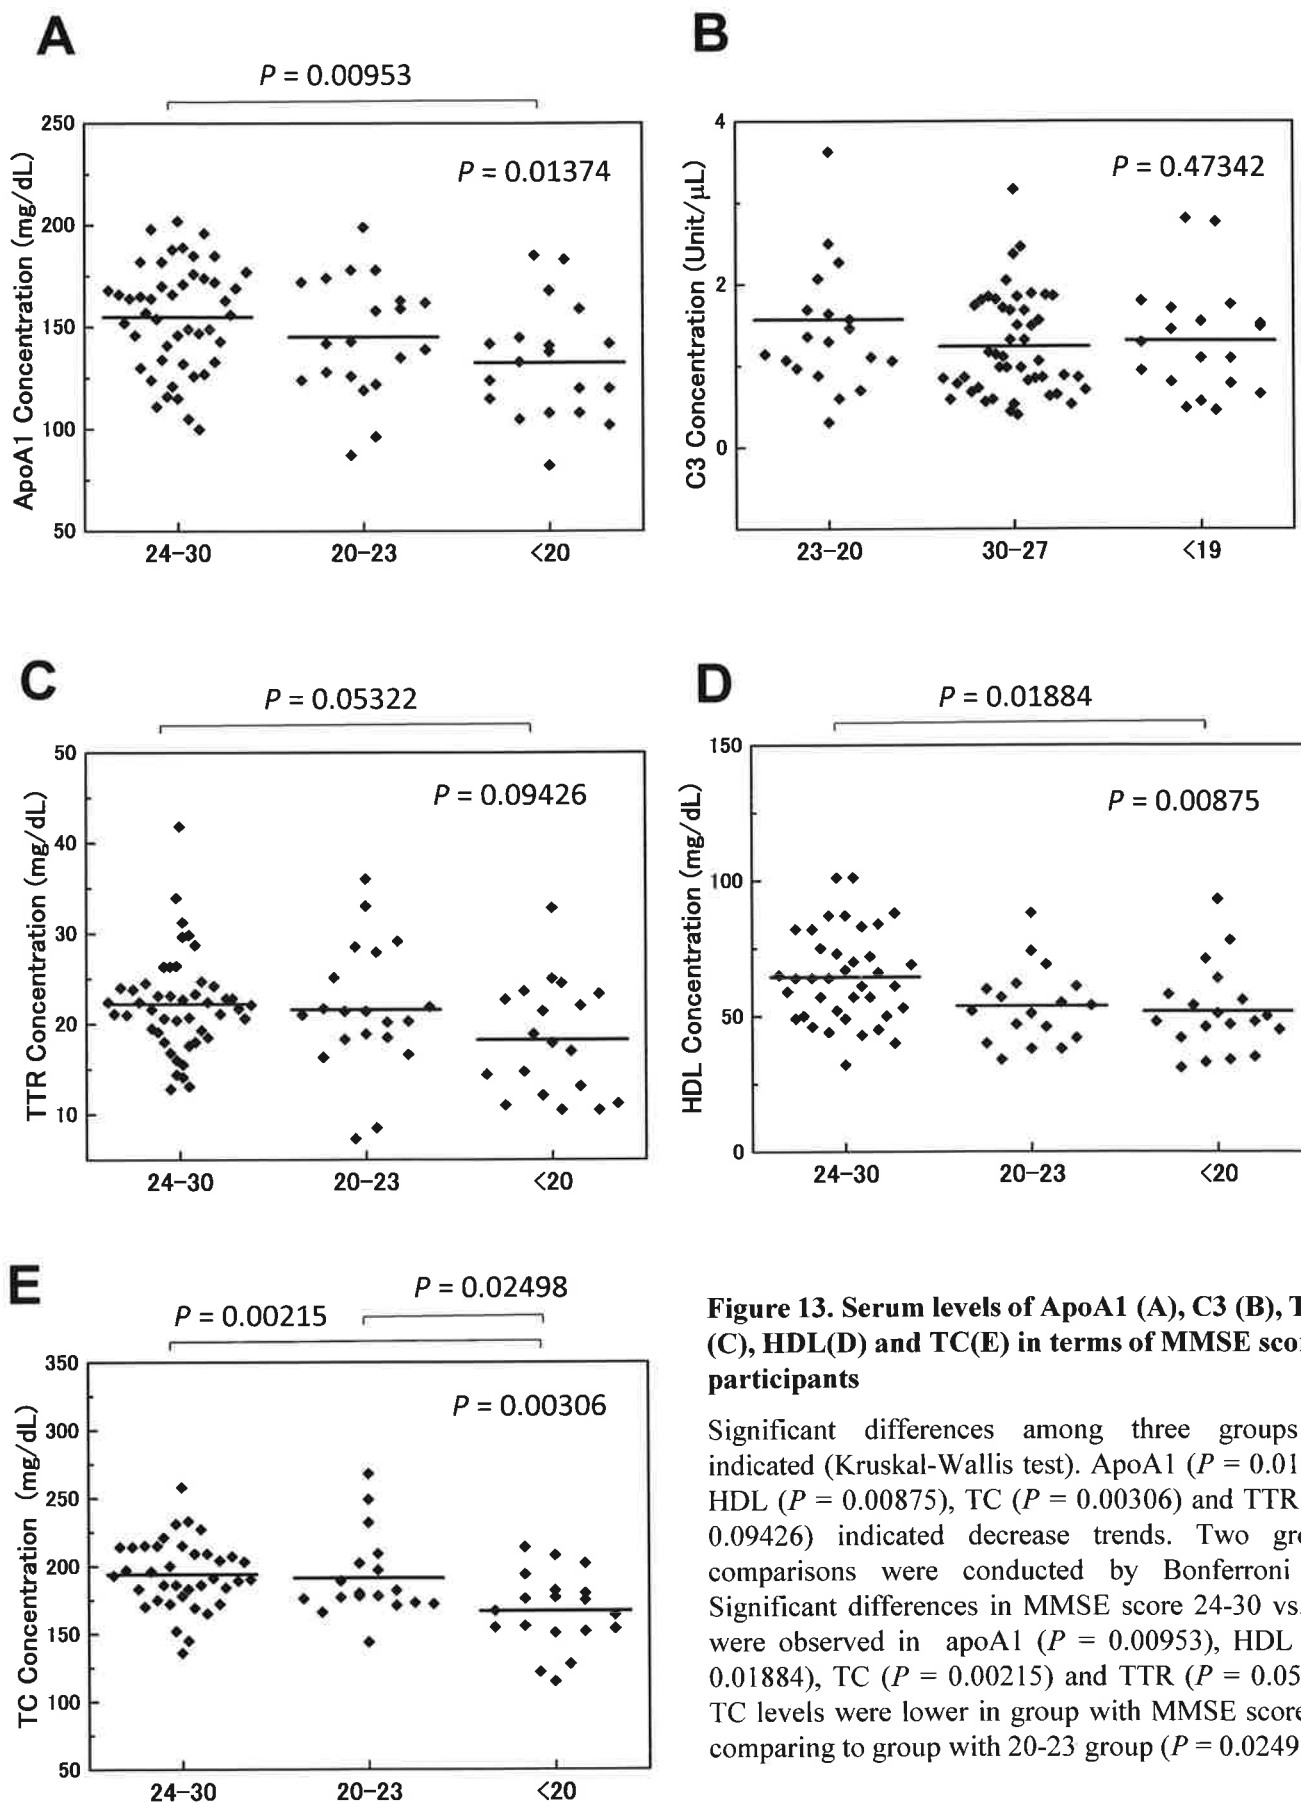 A
P = 0.00953
P = 0.01374
ApoA1 Concentration (mg/dL)
250
200
150
100
50
24-30
20-23
<20
B
P = 0.47342
C3 Concentration (Unit/μL)
4
2
0
23-20
30-27
<19
C
P = 0.05322
P = 0.09426
TTR Concentration (mg/dL)
50
40
30
20
10
24-30
20-23
<20
D
P = 0.01884
P = 0.00875
HDL Concentration (mg/dL)
150
100
50
0
24-30
20-23
<20
E
P = 0.02498
P = 0.00215
P = 0.00306
TC Concentration (mg/dL)
350
300
250
200
150
100
50
24-30
20-23
<20
Figure 13. Serum levels of ApoA1 (A), C3 (B), T
(C), HDL(D) and TC(E) in terms of MMSE scor
participants
Significant differences among three groups
indicated (Kruskal-Wallis test). ApoA1 (P = 0.01
HDL (P = 0.00875), TC (P = 0.00306) and TTR
0.09426) indicated decrease trends. Two gro
comparisons were conducted by Bonferroni
Significant differences in MMSE score 24-30 vs.
were observed in apoA1 (P = 0.00953), HDL
0.01884), TC (P = 0.00215) and TTR (P = 0.05
TC levels were lower in group with MMSE score
comparing to group with 20-23 group (P = 0.0249